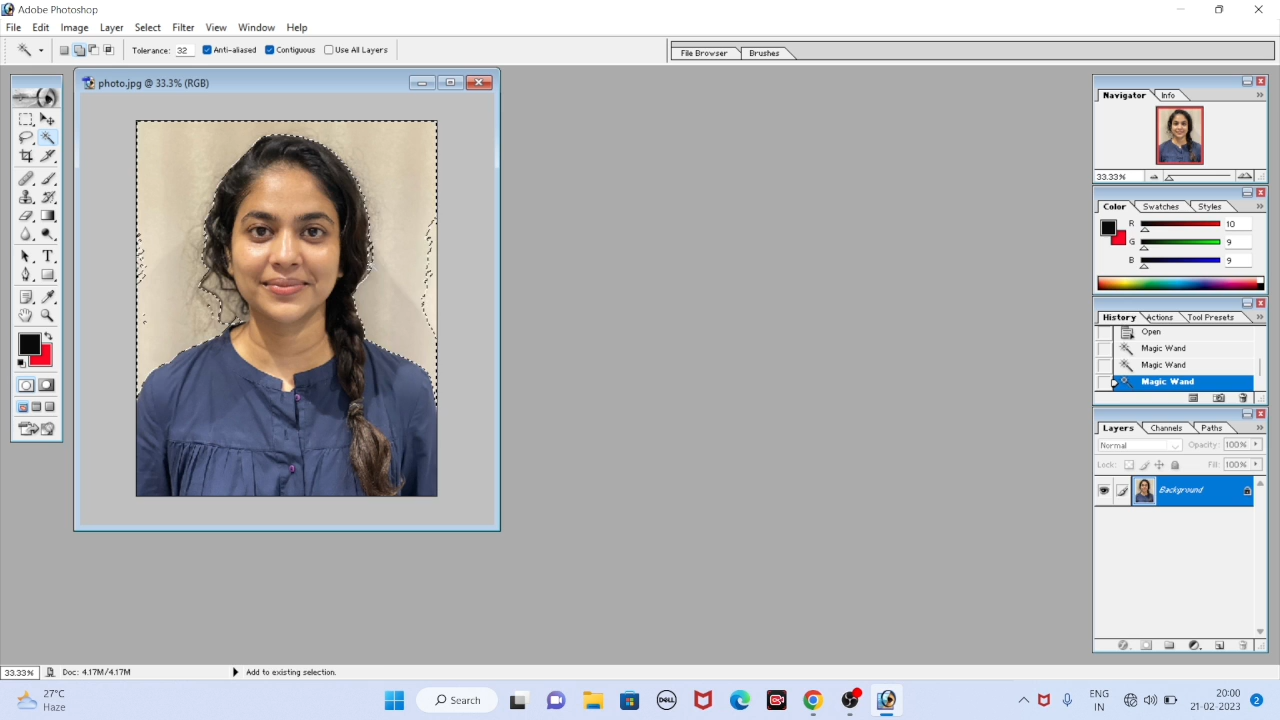 Adobe Photoshop
File Edit Image Layer Select Filter View Window Help
Tolerance: 32 Anti-aliased Contiguous Use All Layers File Browser Brushes
photo.jpg @ 33.3% (RGB)
Navigator Info
33.33%
Color Swatches Styles
R 10
G 9
B 9
History Actions Tool Presets
Open
Magic Wand
Magic Wand
Magic Wand
Layers Channels Paths
Normal Opacity: 100%
Lock: Fill: 100%
Background
33.33% Doc: 4.17M/4.17M Add to existing selection.
27°C
Haze
Search
DELL
ENG
IN
20:00
21-02-2023
2